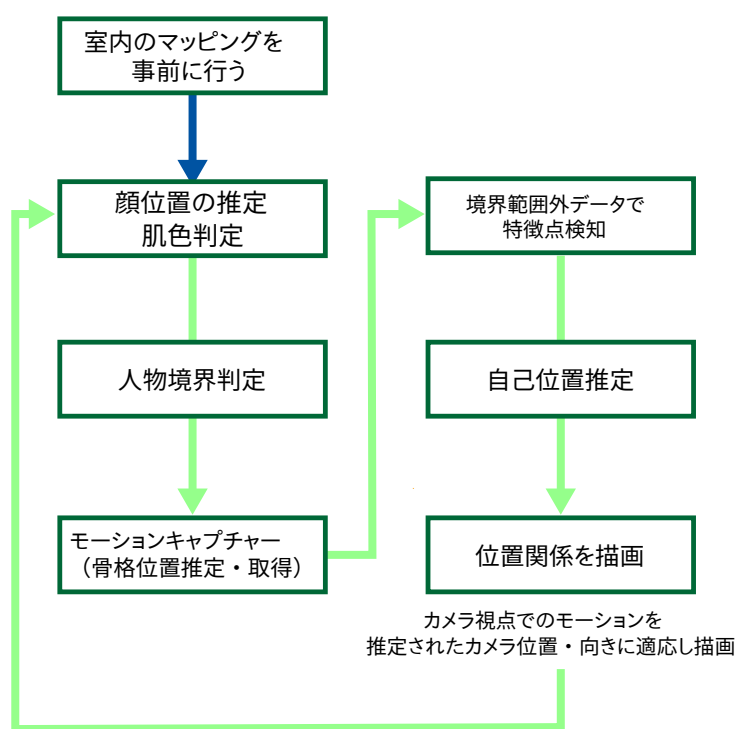 室内のマッピングを
事前に行う
顔位置の推定
肌色判定
人物境界判定
モーションキャプチャー
（骨格位置推定・取得）
境界範囲外データで
特徴点検知
自己位置推定
位置関係を描画
カメラ視点でのモーションを
推定されたカメラ位置・向きに適応し描画